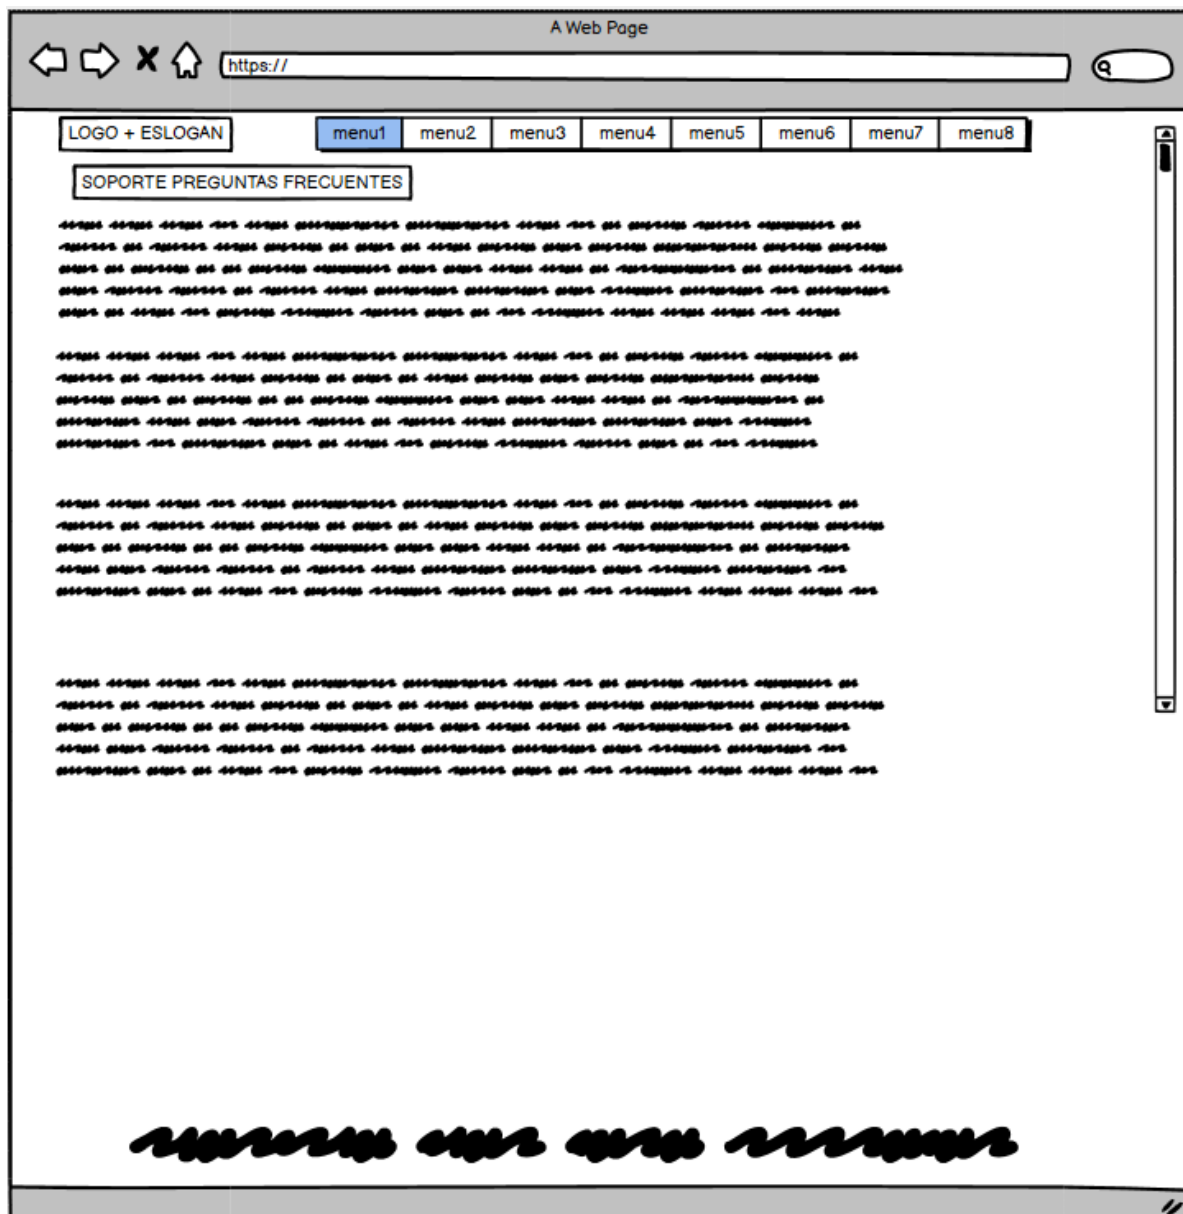 A Web Page
https://
LOGO + ESLOGAN
menu1 menu2 menu3 menu4 menu5 menu6 menu7 menu8
SOPORTE PREGUNTAS FRECUENTES